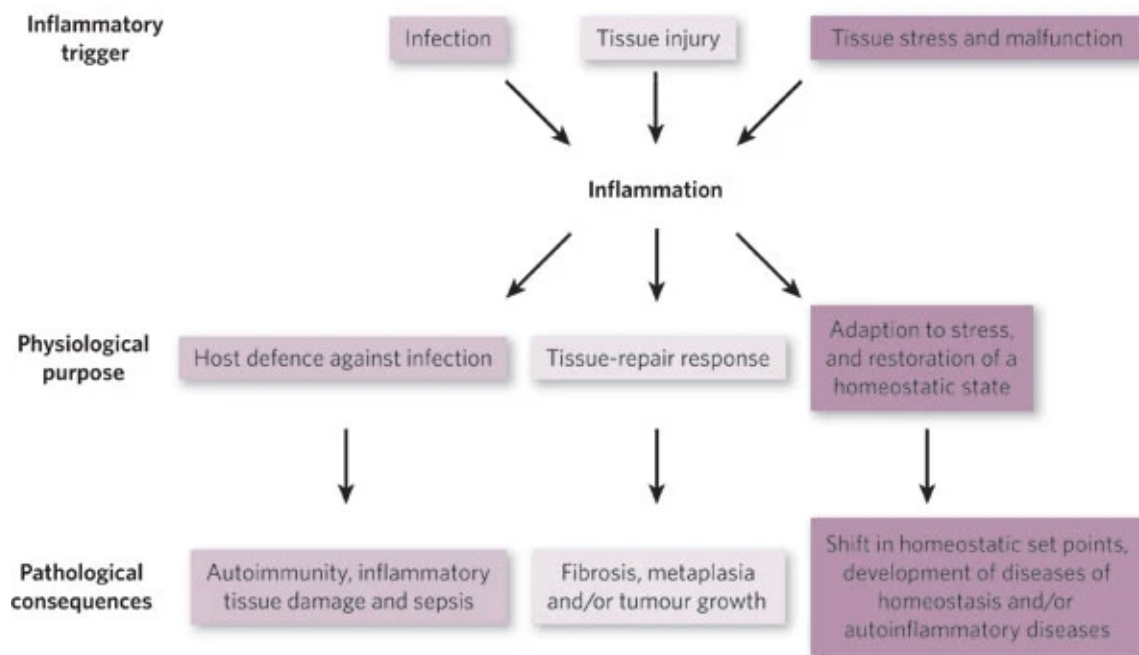 Inflammatory
trigger
Infection
Tissue injury
Tissue stress and malfunction
Inflammation
Physiological
purpose
Host defence against infection
Tissue-repair response
Adaption to stress,
and restoration of a
homeostatic state
Pathological
consequences
Autoimmunity, inflammatory
tissue damage and sepsis
Fibrosis, metaplasia
and/or tumour growth
Shift in homeostatic set points,
development of diseases of
homeostasis and/or
autoinflammatory diseases